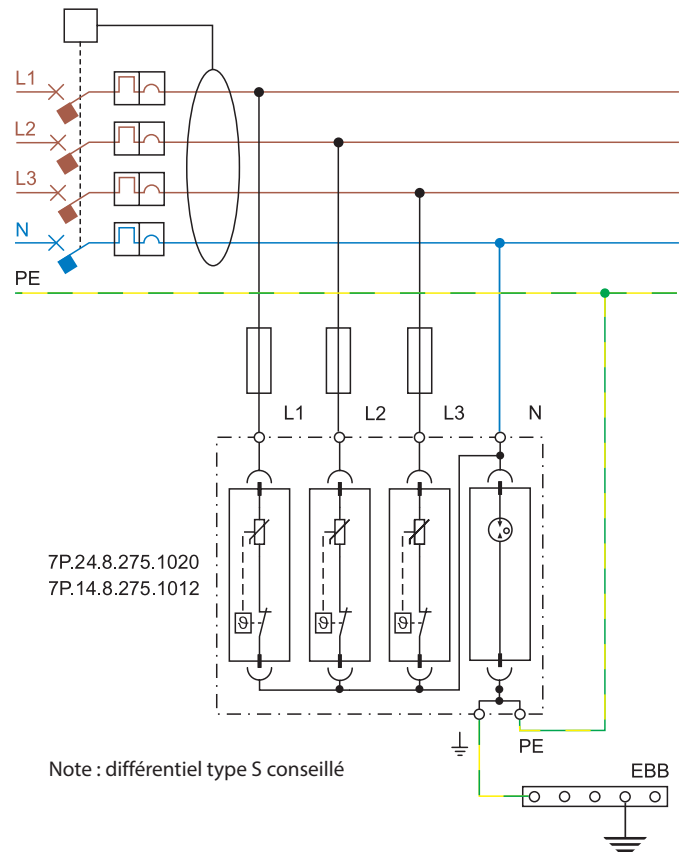 L1
L2
L3
N
PE
L1 L2 L3 N
7P.24.8.275.1020
7P.14.8.275.1012
ϑ ϑ ϑ
PE
Note : différentiel type S conseillé
EBB